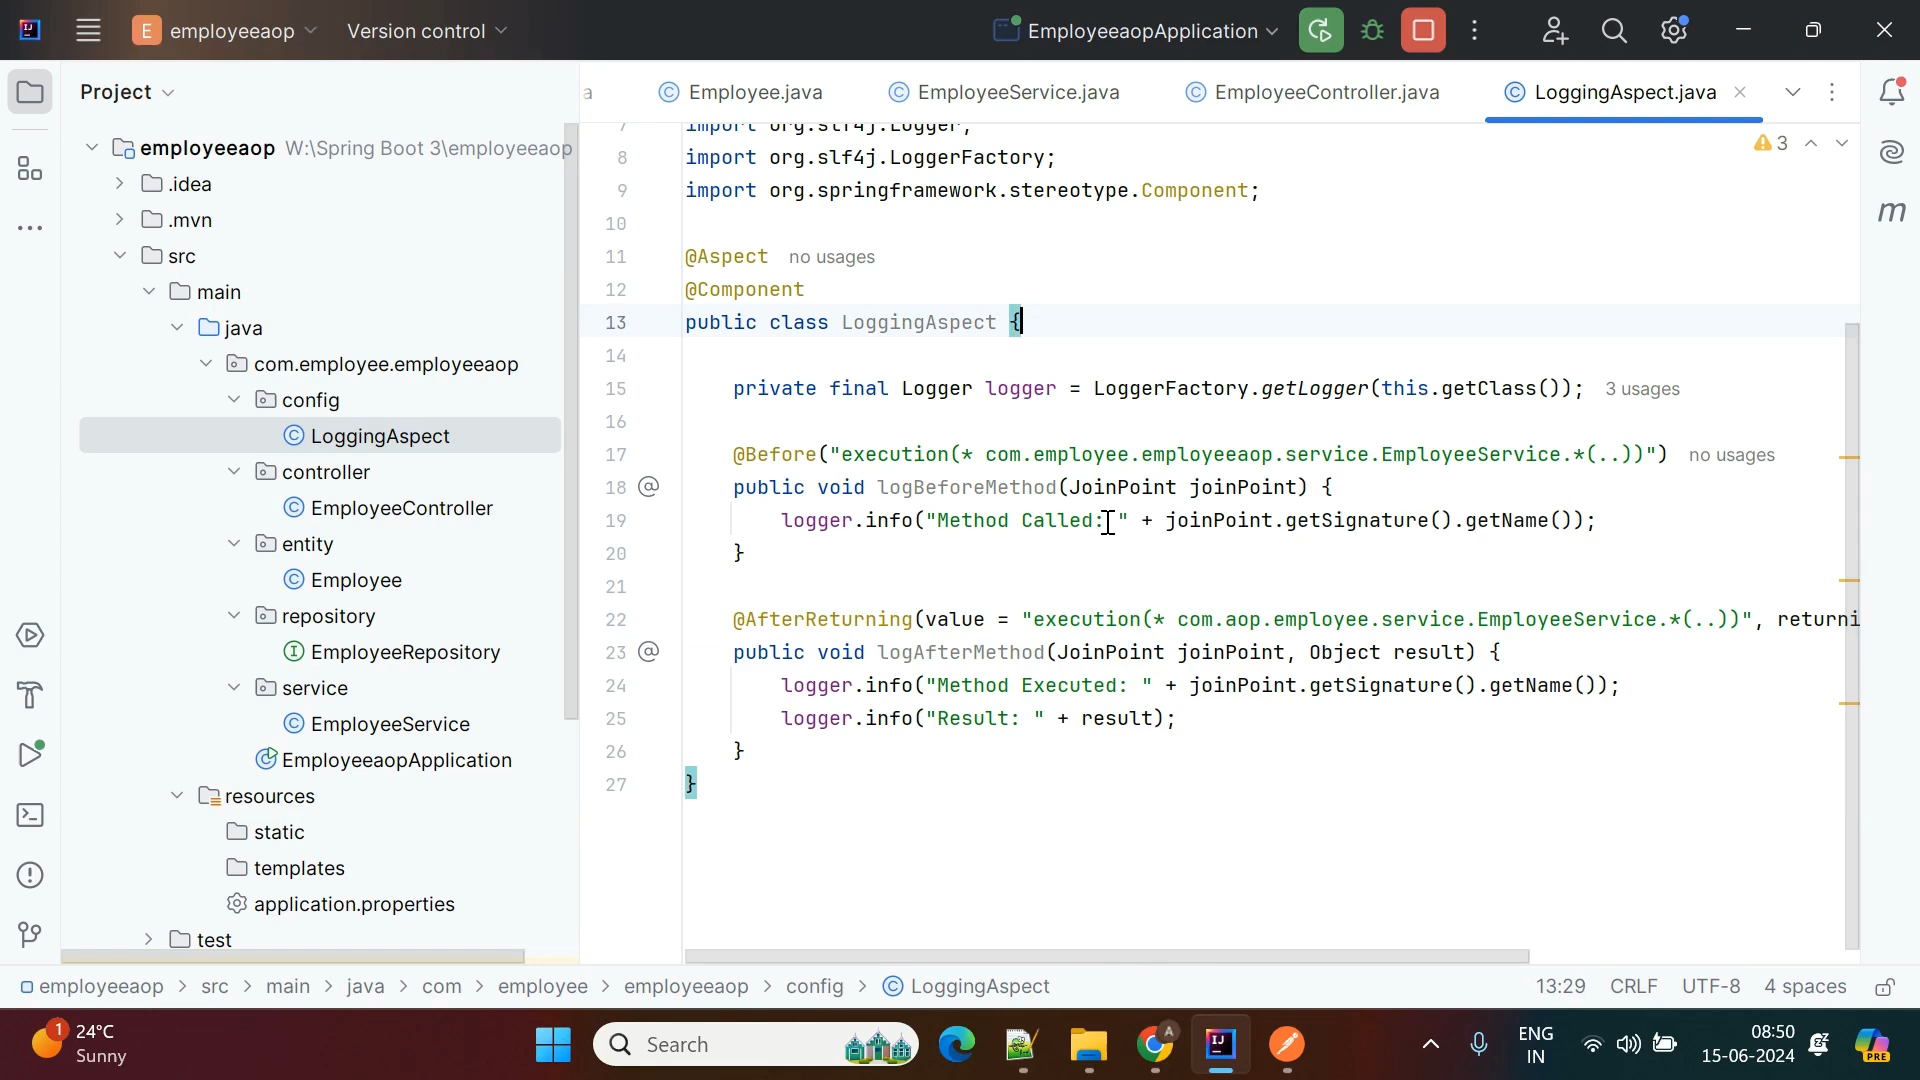 E employeeaop Version control EmployeeaopApplication
Project
a Employee.java EmployeeService.java EmployeeController.java LoggingAspect.java
employeeaop W:\Spring Boot 3\employeeaop
.idea
.mvn
src
main
java
com.employee.employeeaop
config
LoggingAspect
controller
EmployeeController
entity
Employee
repository
EmployeeRepository
service
EmployeeService
EmployeeaopApplication
resources
static
templates
application.properties
test
3
7 import org.slf4j.Logger;
8 import org.slf4j.LoggerFactory;
9 import org.springframework.stereotype.Component;
10
11 @Aspect no usages
12 @Component
13 public class LoggingAspect {
14
15 private final Logger logger = LoggerFactory.getLogger(this.getClass()); 3 usages
16
17 @Before("execution(* com.employee.employeeaop.service.EmployeeService.*(..))") no usages
18 public void logBeforeMethod(JoinPoint joinPoint) {
19 logger.info("Method Called: " + joinPoint.getSignature().getName());
20 }
21
22 @AfterReturning(value = "execution(* com.aop.employee.service.EmployeeService.*(..))", returni
23 public void logAfterMethod(JoinPoint joinPoint, Object result) {
24 logger.info("Method Executed: " + joinPoint.getSignature().getName());
25 logger.info("Result: " + result);
26 }
27 }
m
employeeaop > src > main > java > com > employee > employeeaop > config > LoggingAspect 13:29 CRLF UTF-8 4 spaces
1 24°C
Sunny
Search
ENG
IN
08:50
15-06-2024
PRE